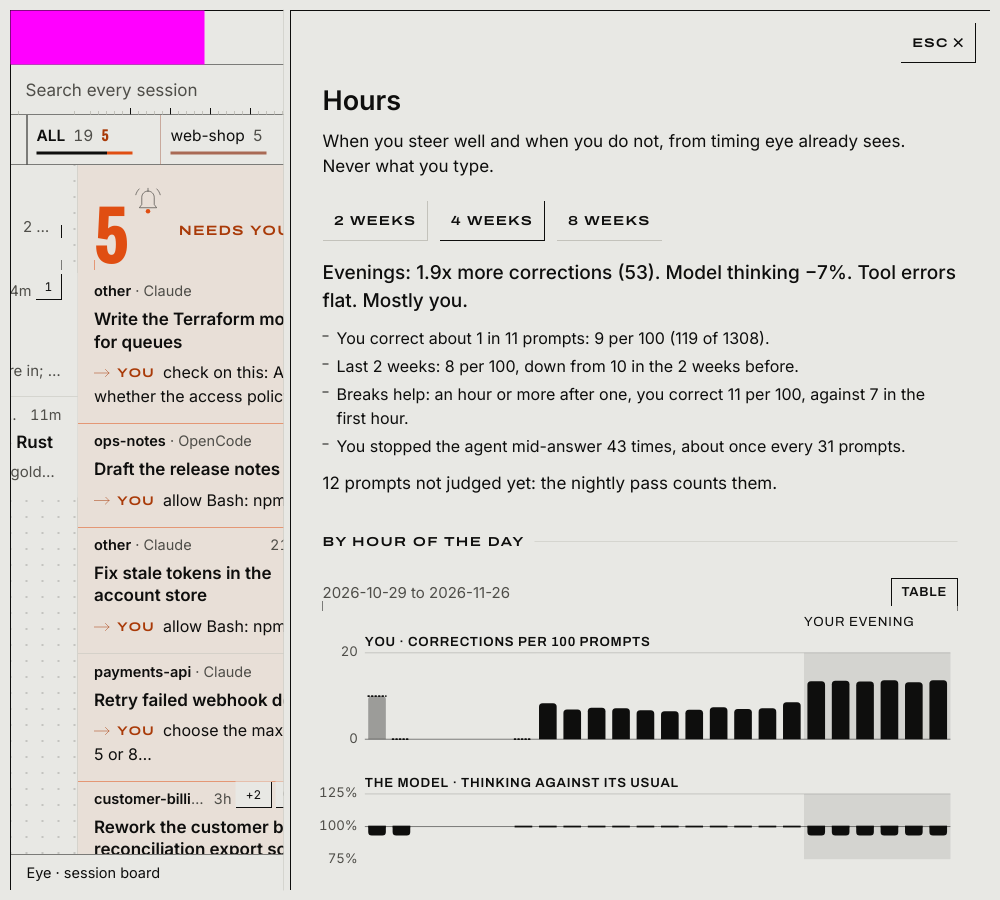 Search every session
ALL 19 5
web-shop 5
2 ...
4m 1
re in; ...
. 11m
Rust
gold...
5
NEEDS YOU
other · Claude
Write the Terraform mo
for queues
→ YOU check on this: A
whether the access polic
ops-notes · OpenCode
Draft the release notes
→ YOU allow Bash: npm
other · Claude 21
Fix stale tokens in the
account store
→ YOU allow Bash: npm
payments-api · Claude
Retry failed webhook d
→ YOU choose the max
5 or 8...
customer-billi... 3h +2
Rework the customer b
reconciliation export sc
Eye · session board
ESC ✕
Hours
When you steer well and when you do not, from timing eye already sees.
Never what you type.
2 WEEKS
4 WEEKS
8 WEEKS
Evenings: 1.9x more corrections (53). Model thinking −7%. Tool errors
flat. Mostly you.
– You correct about 1 in 11 prompts: 9 per 100 (119 of 1308).
– Last 2 weeks: 8 per 100, down from 10 in the 2 weeks before.
– Breaks help: an hour or more after one, you correct 11 per 100, against 7 in the
first hour.
– You stopped the agent mid-answer 43 times, about once every 31 prompts.
12 prompts not judged yet: the nightly pass counts them.
BY HOUR OF THE DAY
2026-10-29 to 2026-11-26
TABLE
YOUR EVENING
YOU · CORRECTIONS PER 100 PROMPTS
20
0
THE MODEL · THINKING AGAINST ITS USUAL
125%
100%
75%